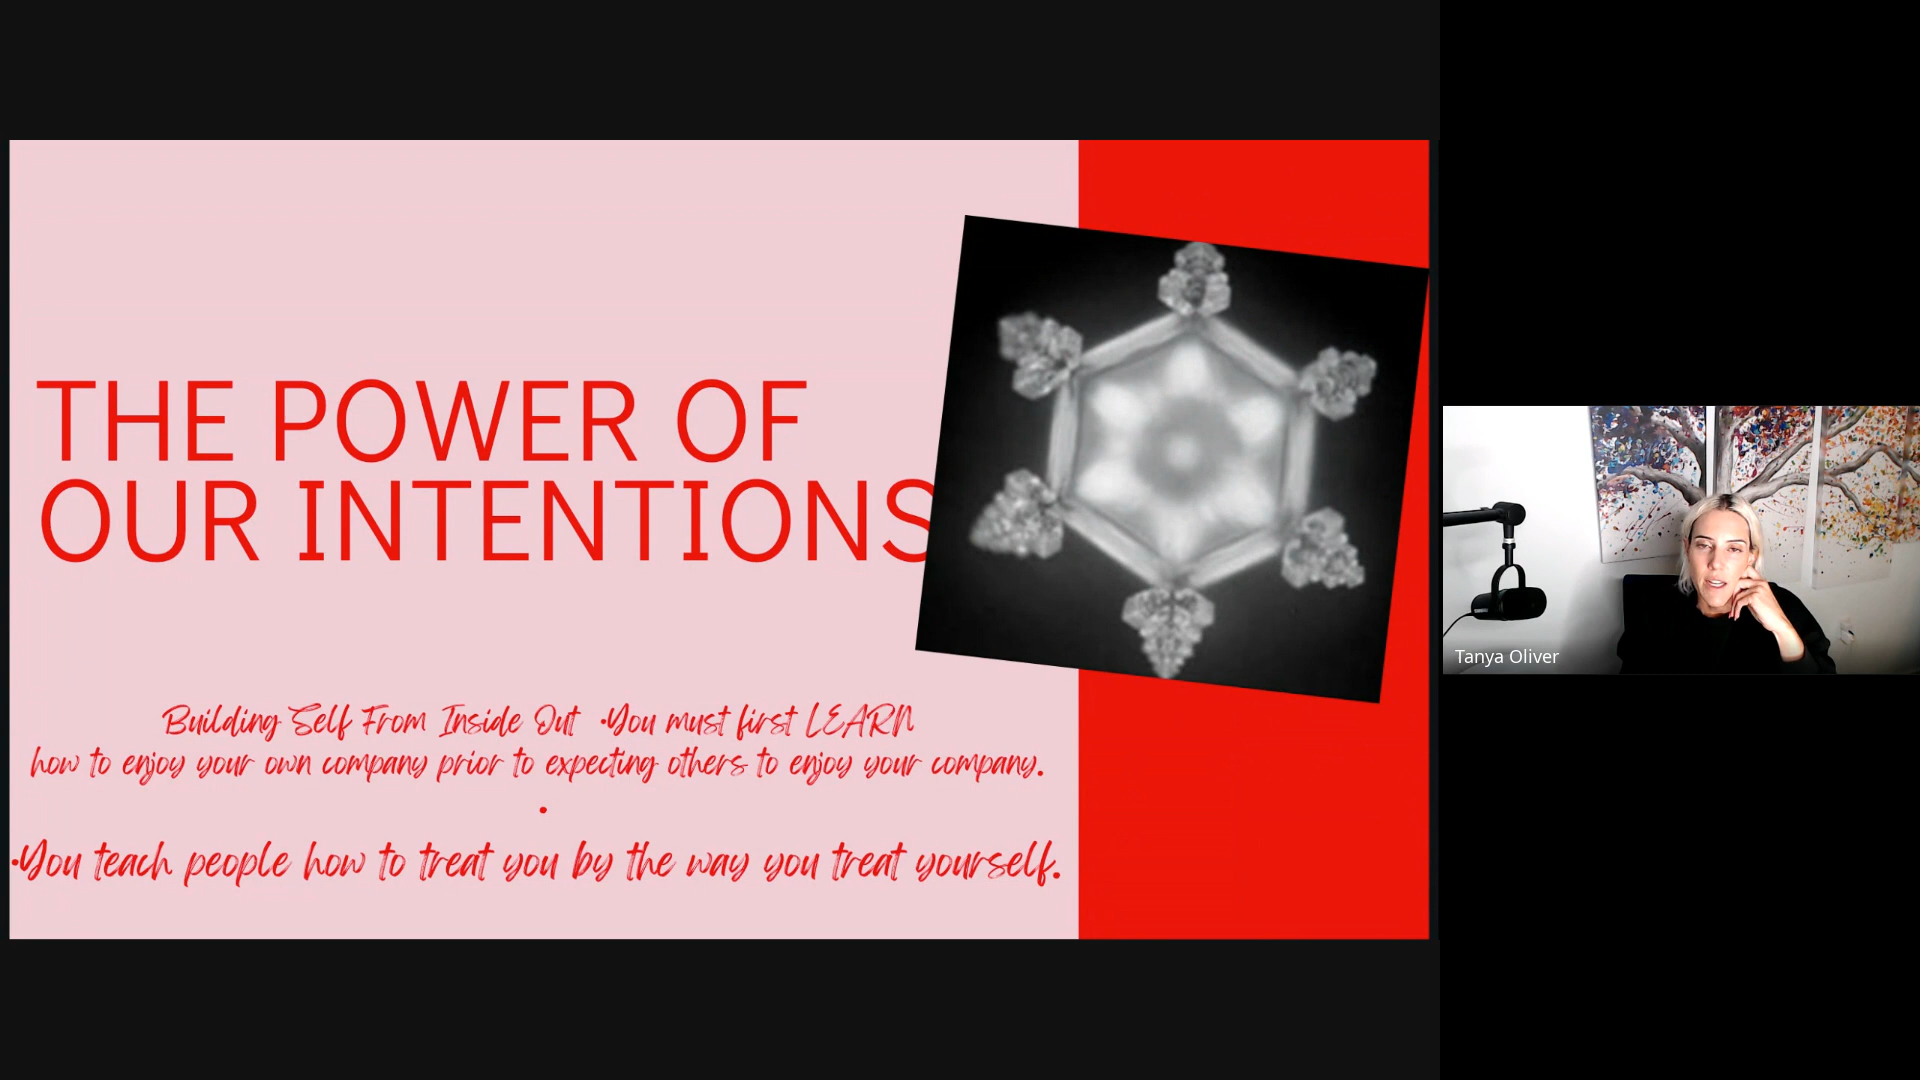 THE POWER OF
OUR INTENTIONS
Building Self From Inside Out •You must first LEARN
how to enjoy your own company prior to expecting others to enjoy your company.
•
•You teach people how to treat you by the way you treat yourself.
Tanya Oliver